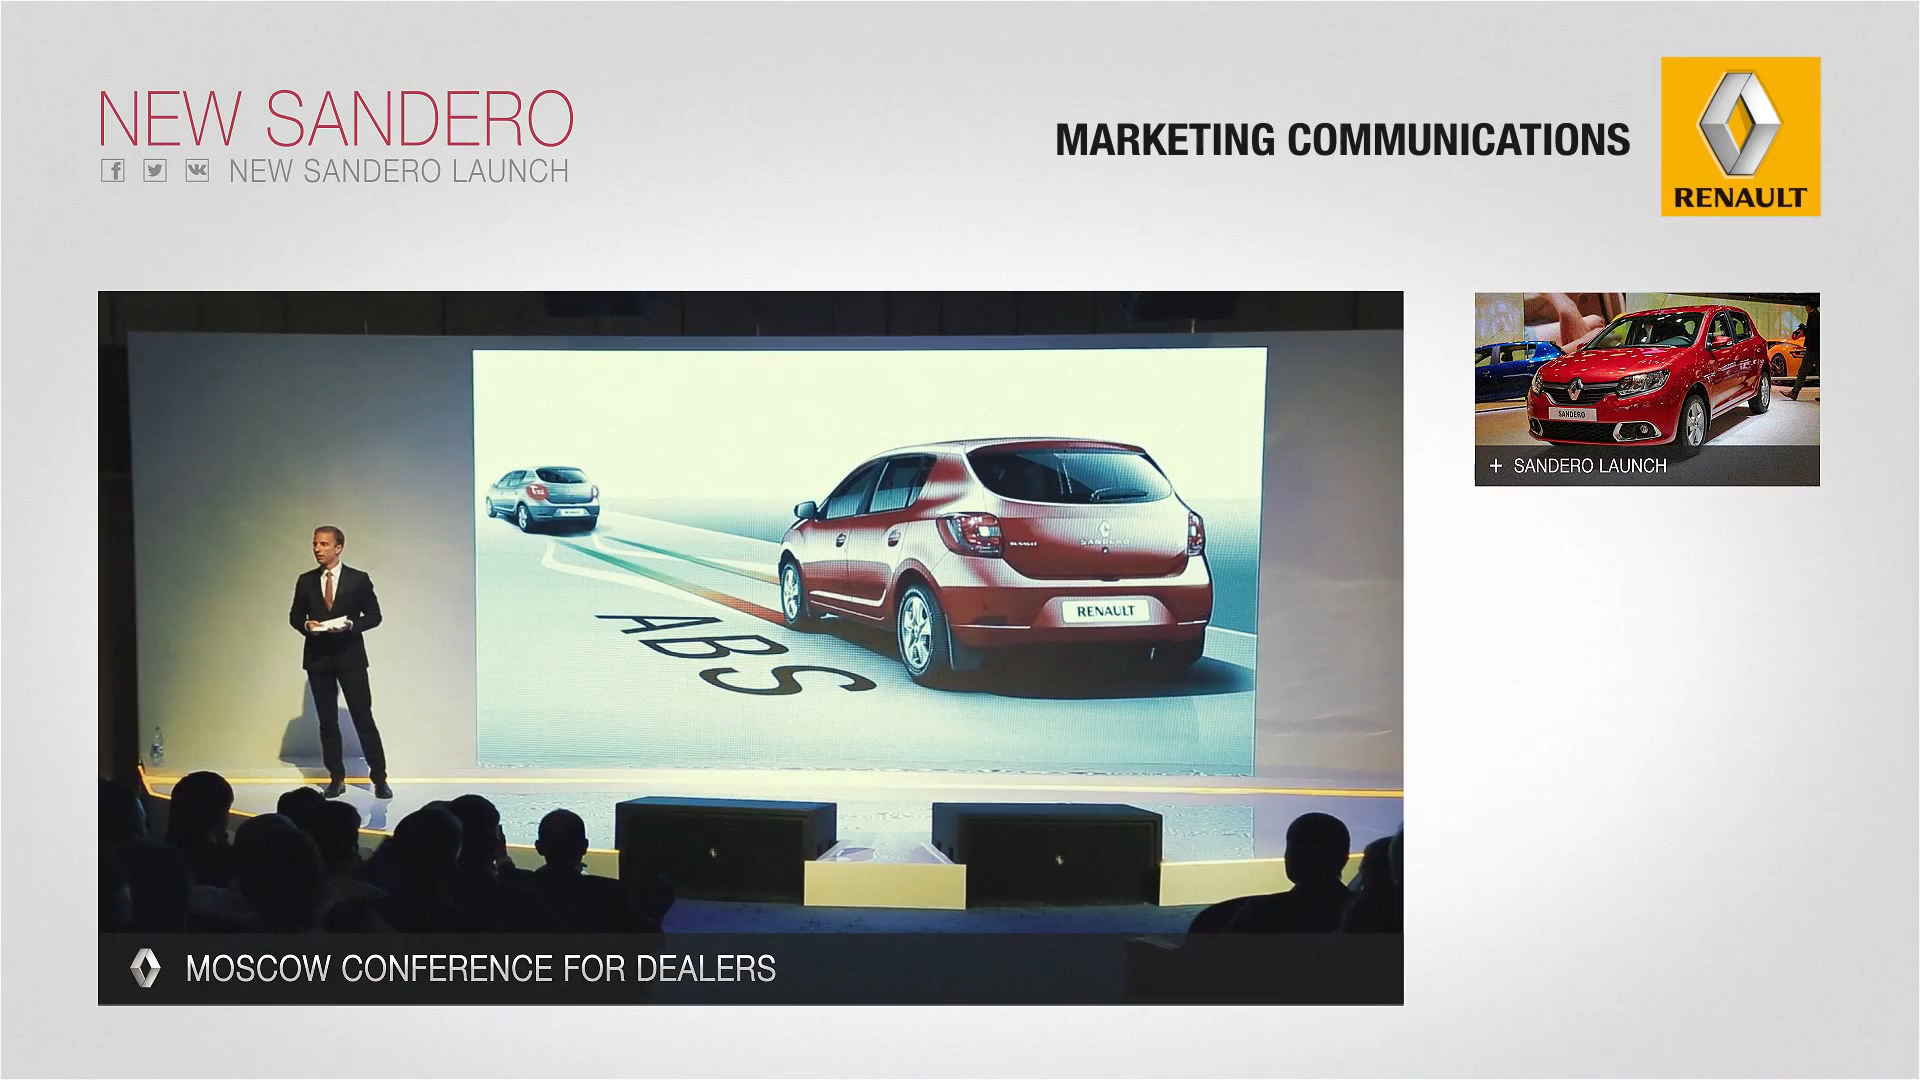 NEW SANDERO
NEW SANDERO LAUNCH
MARKETING COMMUNICATIONS
RENAULT
SANDERO
+ SANDERO LAUNCH
SANDERO
RENAULT
ABS
MOSCOW CONFERENCE FOR DEALERS